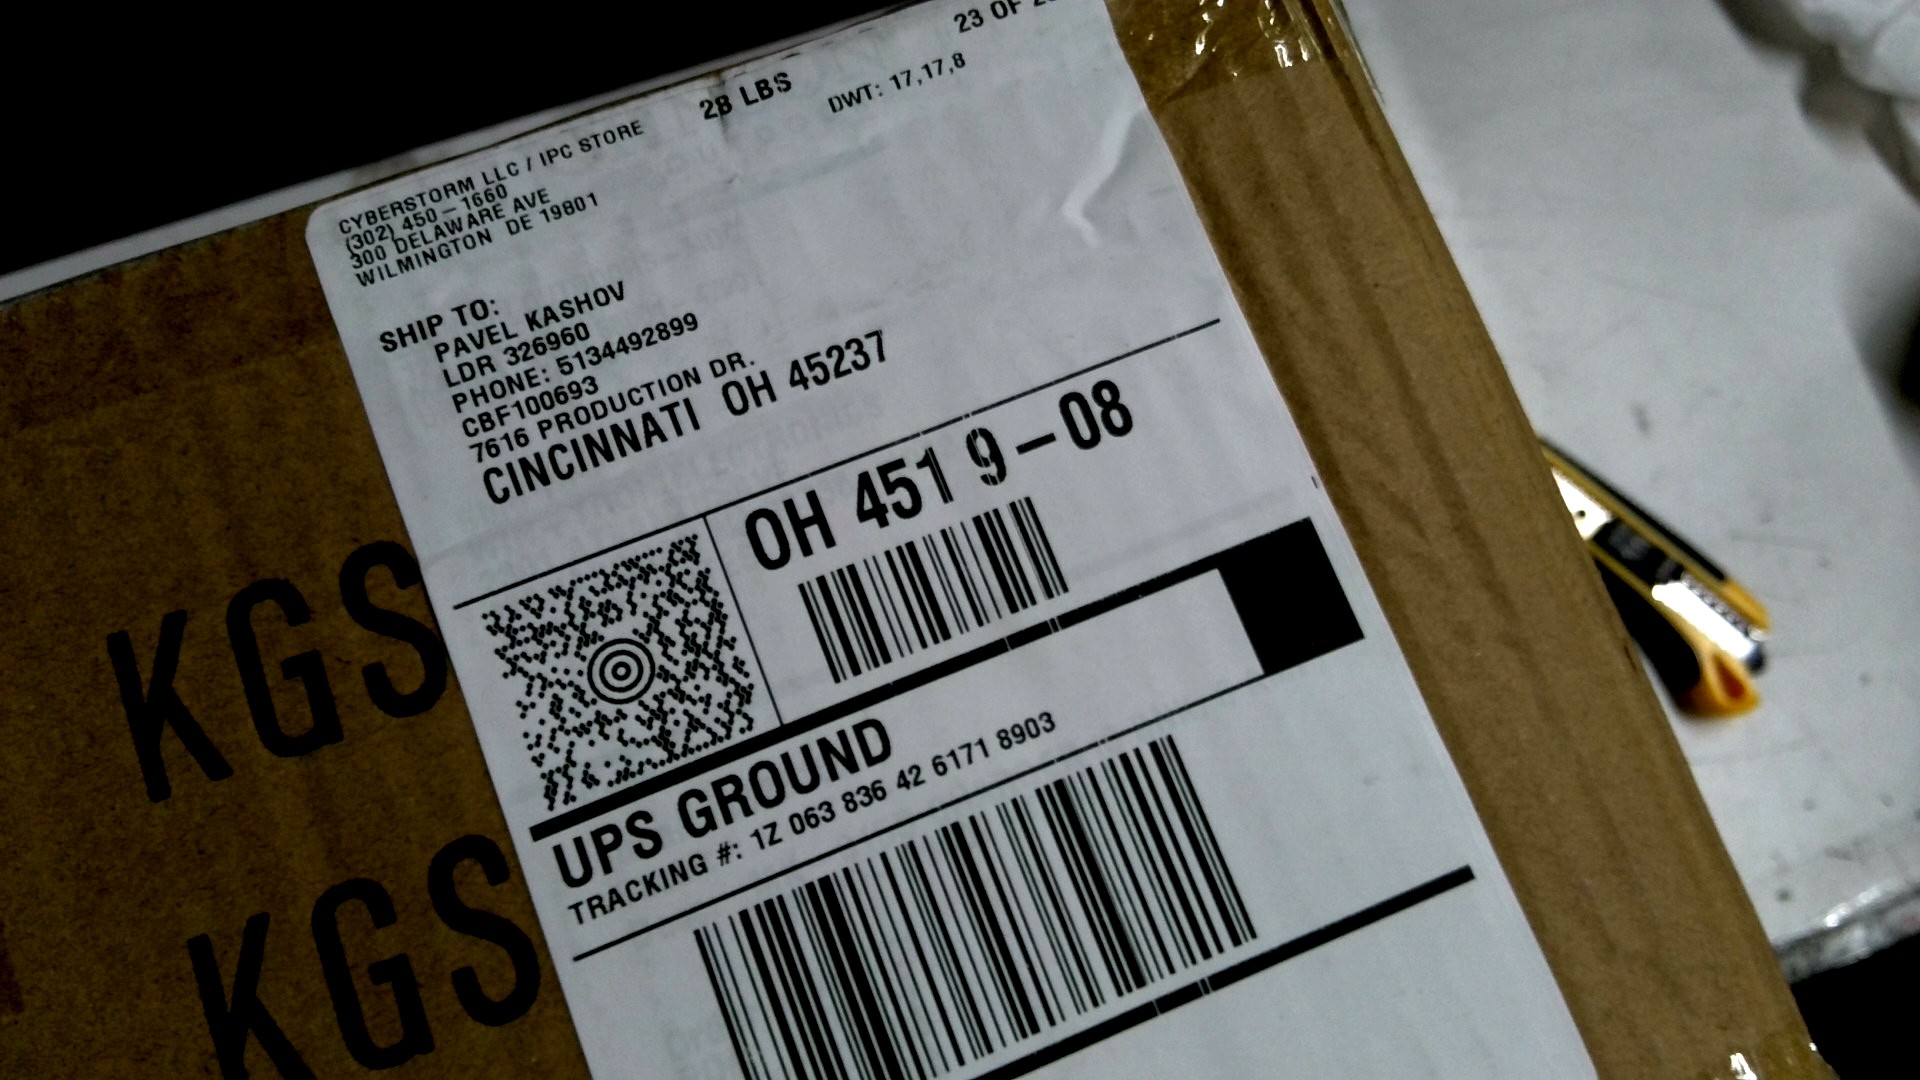 23 OF
28 LBS
DWT: 17,17,8
CYBERSTORM LLC / IPC STORE
(302) 450-1660
300 DELAWARE AVE
WILMINGTON DE 19801
SHIP TO:
PAVEL KASHOV
LDR 326960
PHONE: 5134492899
CBF100693
7616 PRODUCTION DR.
CINCINNATI OH 45237
OH 451 9-08
UPS GROUND
TRACKING #: 1Z 063 836 42 6171 8903
KGS
KGS